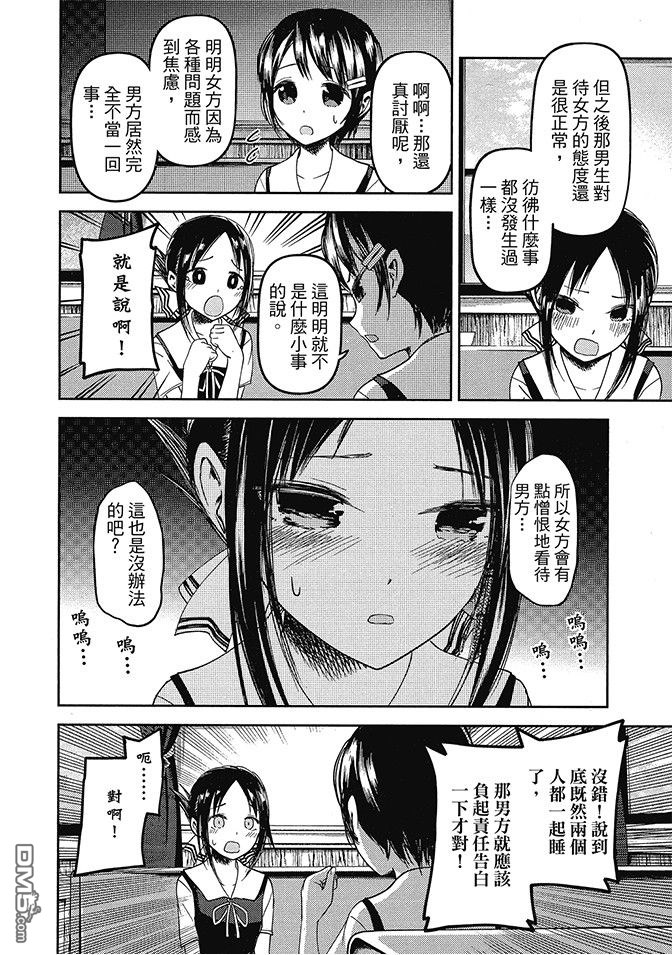 但之後那男生對
待女方的態度還
是很正常，
彷彿什麼事
都沒發生過
一樣…
啊啊…那還
真討厭呢，
明明女方因為
各種問題而感
到焦慮，
男方居然完
全不當一回
事…
這明明就不
是什麼小事
的說。
就是說啊！
所以女方會有
點憎恨地看待
男方…
嗚嗚…
嗚…
這也是沒辦法
的吧？
嗚…
嗚嗚…
沒錯！說到
底既然兩個
人都一起睡
了，
那男方就應該
負起責任告白
一下才對！
呃……
對啊！
DM5.com